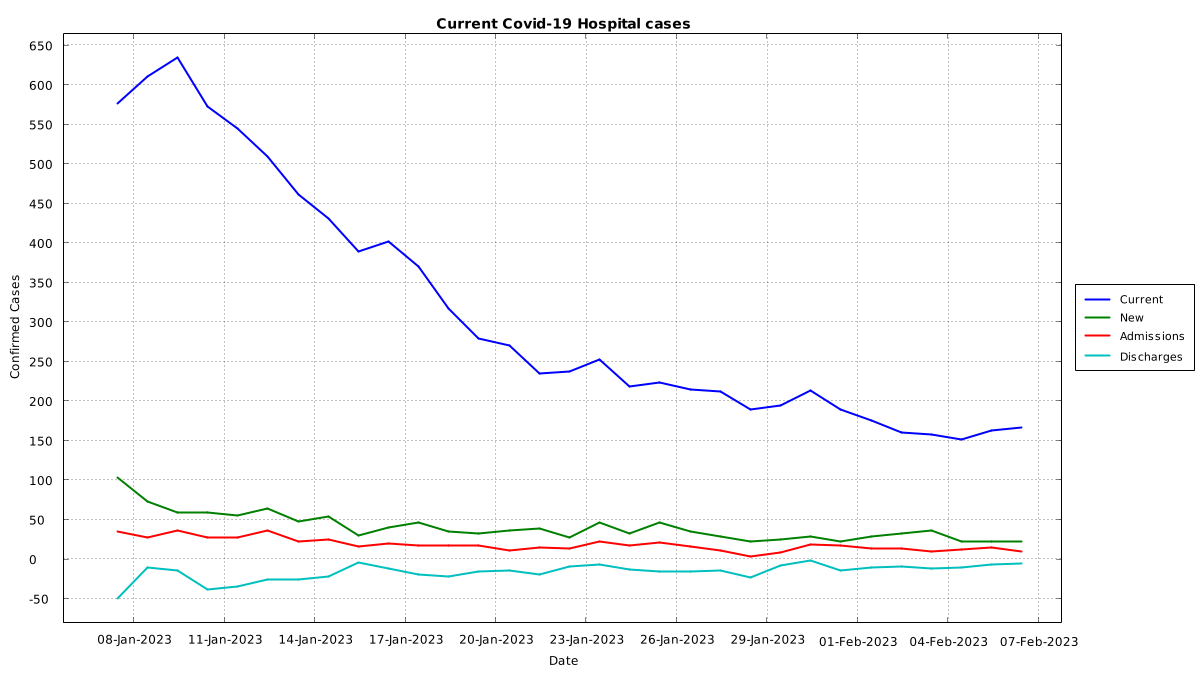 Current Covid-19 Hospital cases
650
600
550
500
450
400
350
300
250
200
150
100
50
0
-50
Confirmed Cases
08-Jan-2023 11-Jan-2023 14-Jan-2023 17-Jan-2023 20-Jan-2023 23-Jan-2023 26-Jan-2023 29-Jan-2023 01-Feb-2023 04-Feb-2023 07-Feb-2023
Date
Current
New
Admissions
Discharges